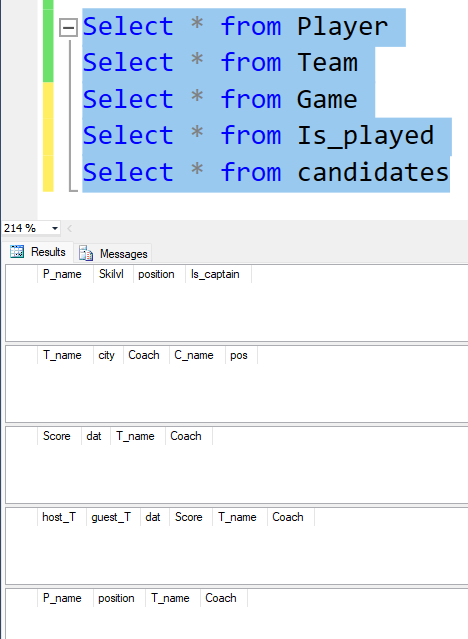 Select * from Player
Select * from Team
Select * from Game
Select * from Is_played
Select * from candidates
214 %
Results Messages
P_name Skilvl position Is_captain
T_name city Coach C_name pos
Score dat T_name Coach
host_T guest_T dat Score T_name Coach
P_name position T_name Coach